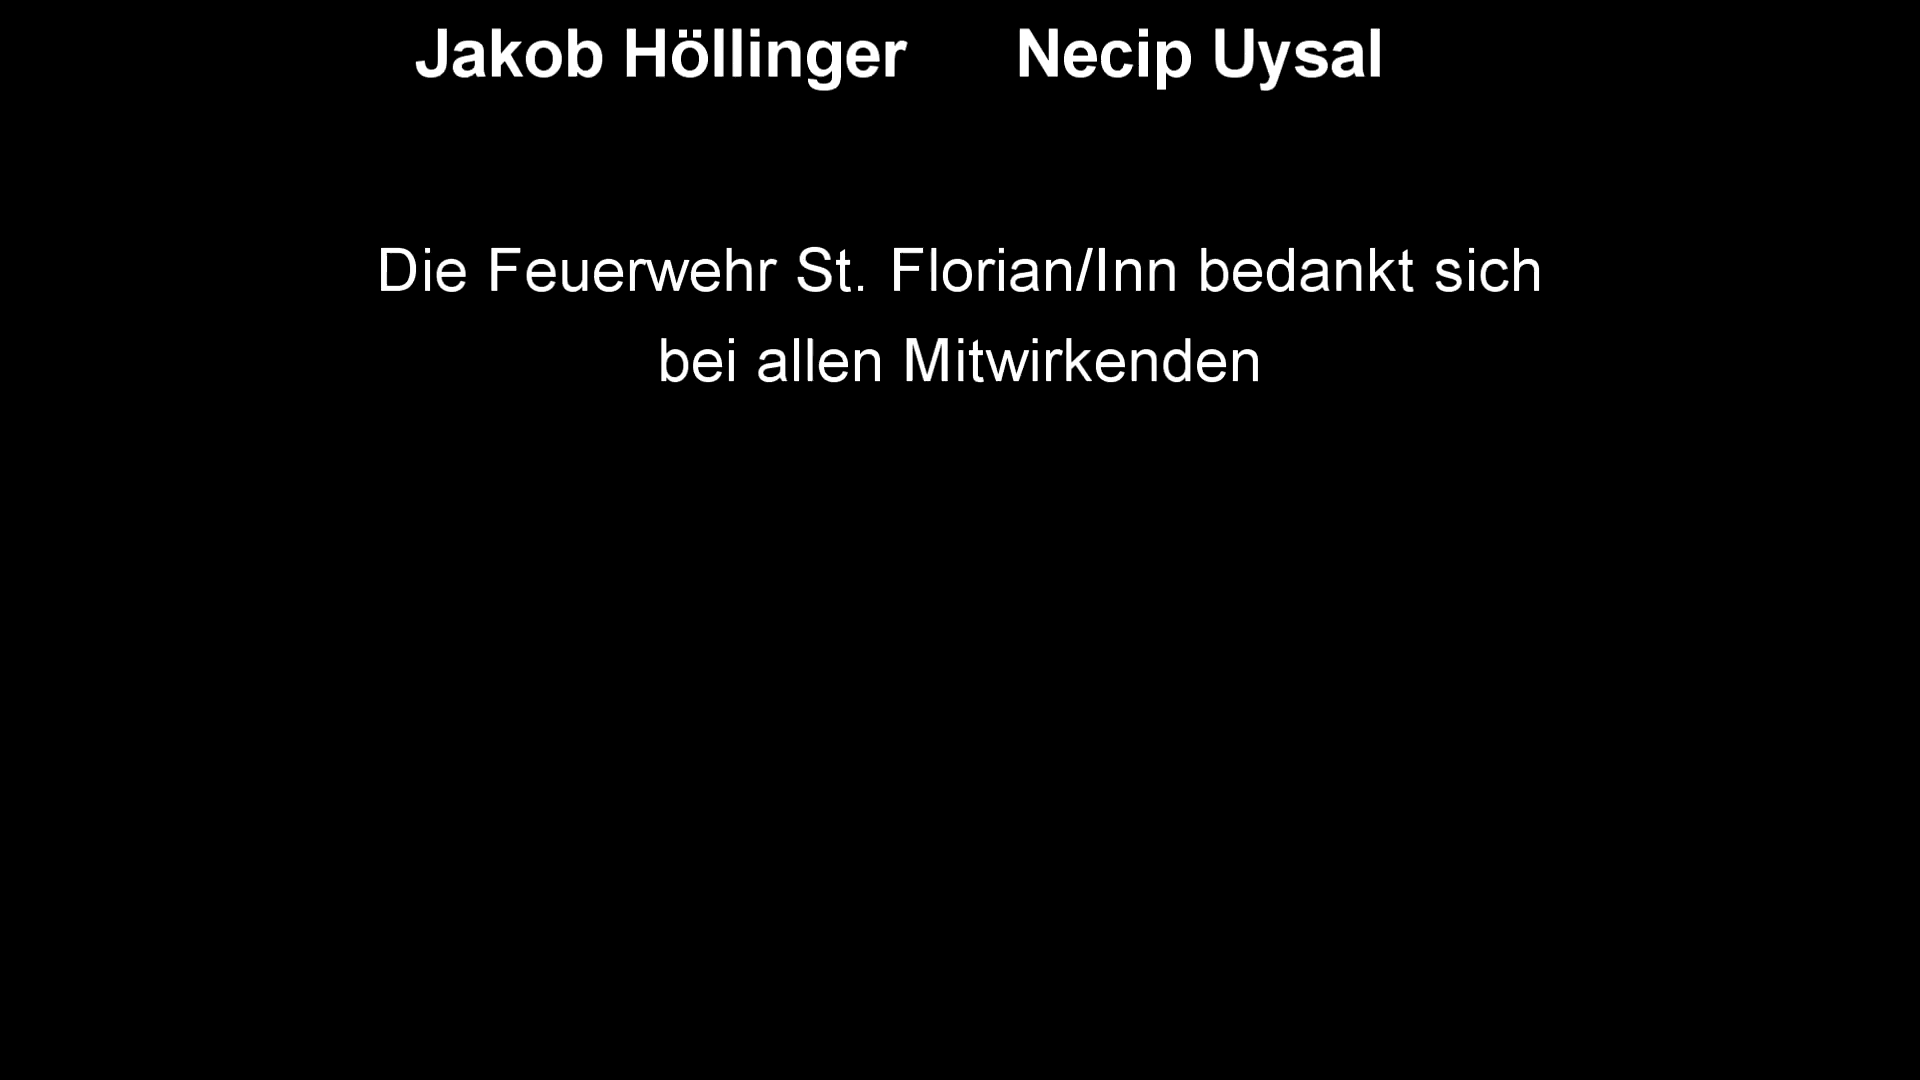 Jakob Höllinger Necip Uysal
Die Feuerwehr St. Florian/Inn bedankt sich
bei allen Mitwirkenden